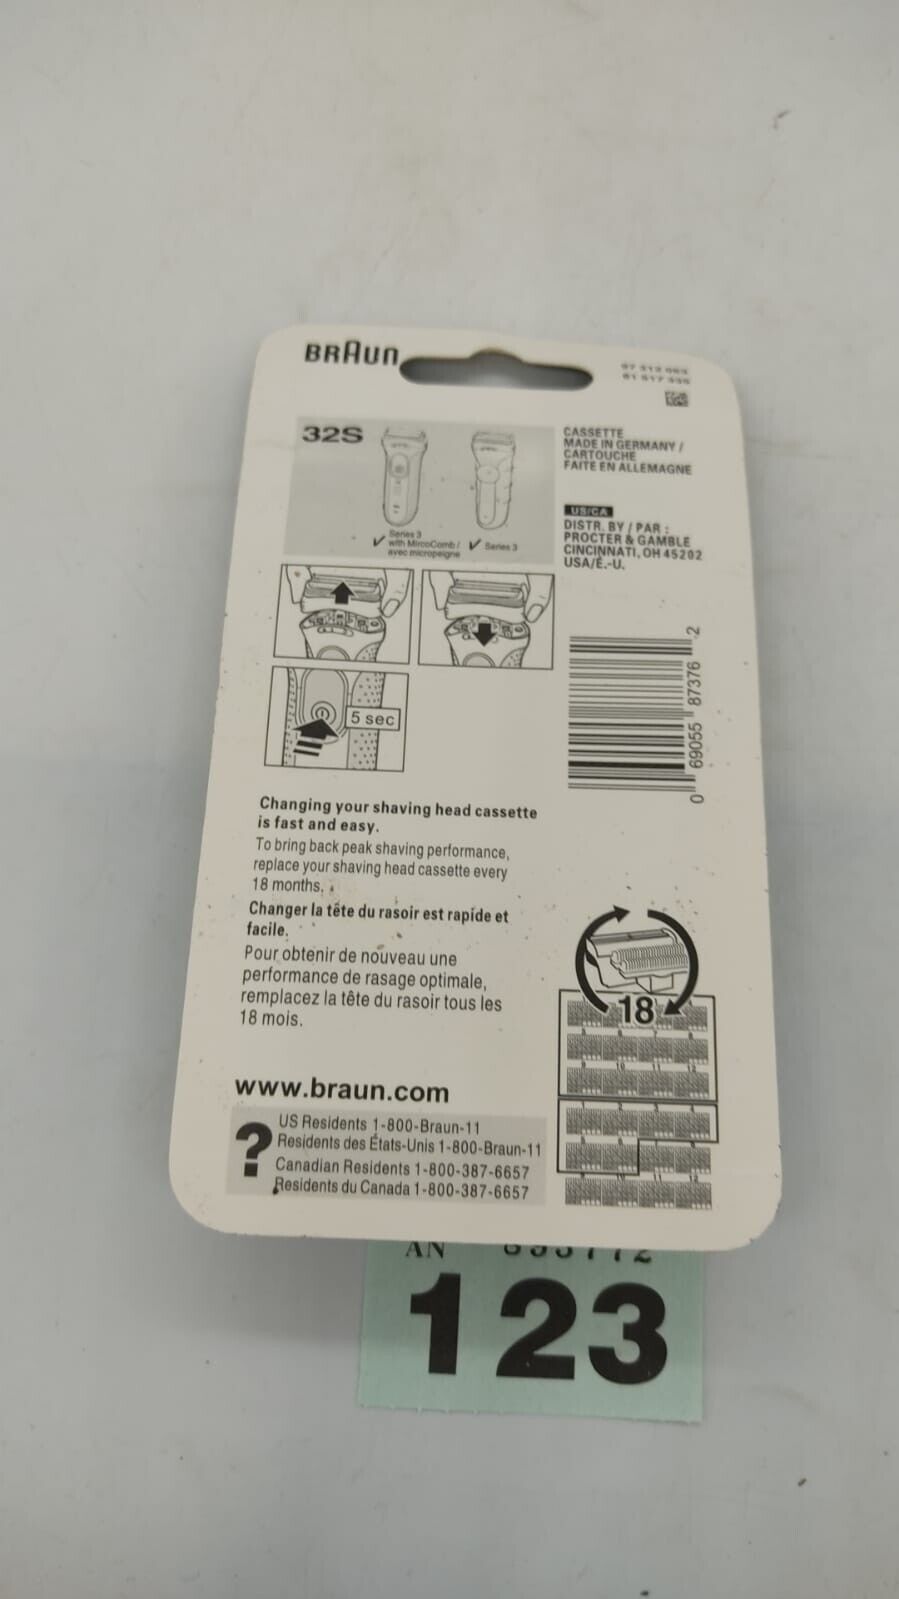 BRAUN
32S
Series 3
with MircoComb /
avec micropeigne
Series 3
CASSETTE
MADE IN GERMANY /
CARTOUCHE
FAITE EN ALLEMAGNE
US/CA
DISTR. BY / PAR :
PROCTER & GAMBLE
CINCINNATI, OH 45202
USA/É.-U.
5 sec
0 69055 87376 2
Changing your shaving head cassette
is fast and easy.
To bring back peak shaving performance,
replace your shaving head cassette every
18 months.
Changer la tête du rasoir est rapide et
facile.
Pour obtenir de nouveau une
performance de rasage optimale,
remplacez la tête du rasoir tous les
18 mois.
18
www.braun.com
?
US Residents 1-800-Braun-11
Residents des États-Unis 1-800-Braun-11
Canadian Residents 1-800-387-6657
Residents du Canada 1-800-387-6657
AN
123